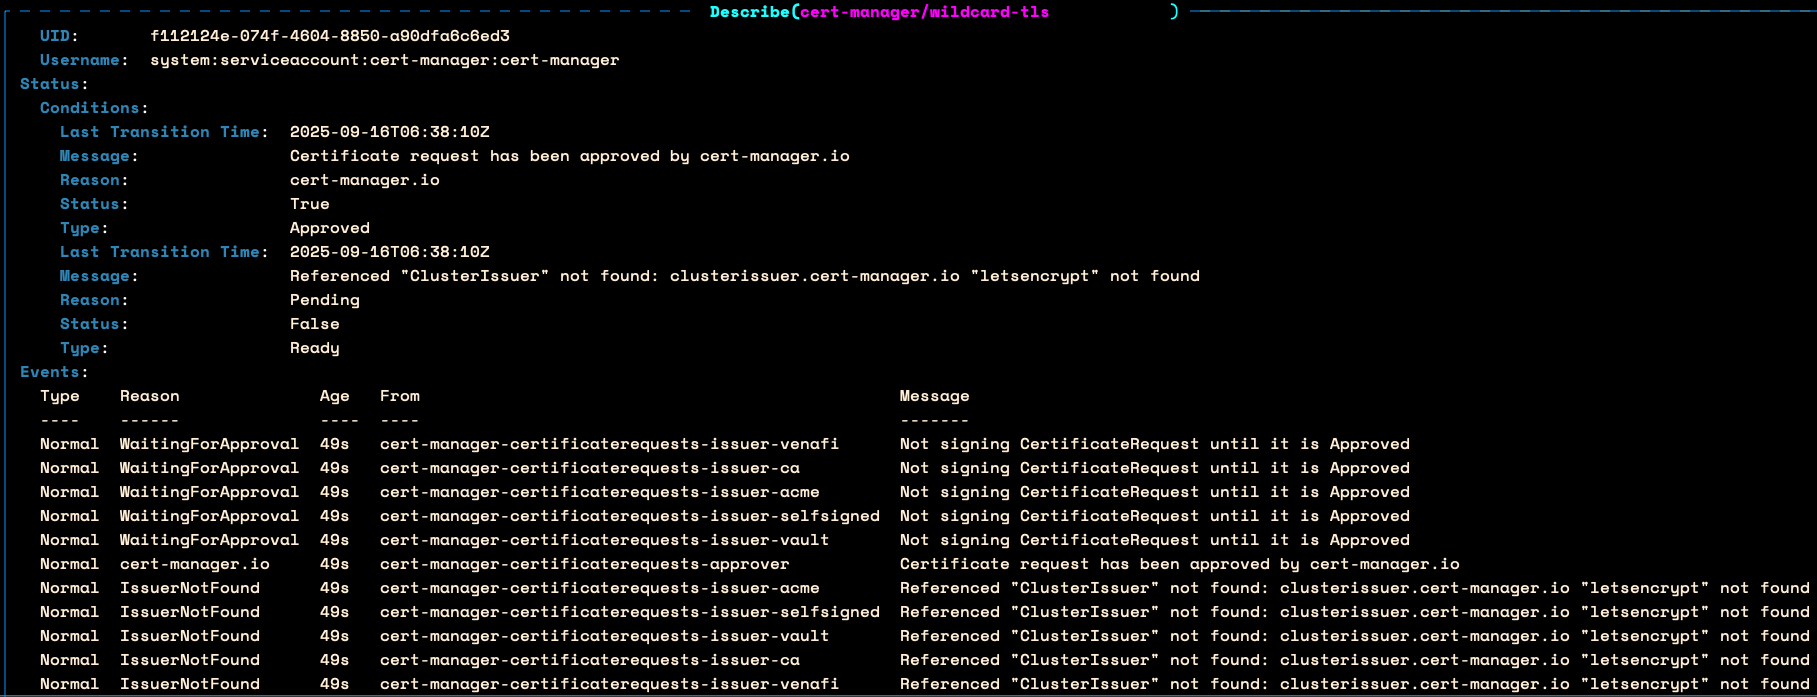 Describe(cert-manager/wildcard-tls )
UID: f112124e-074f-4604-8850-a90dfa6c6ed3
Username: system:serviceaccount:cert-manager:cert-manager
Status:
Conditions:
Last Transition Time: 2025-09-16T06:38:10Z
Message: Certificate request has been approved by cert-manager.io
Reason: cert-manager.io
Status: True
Type: Approved
Last Transition Time: 2025-09-16T06:38:10Z
Message: Referenced "ClusterIssuer" not found: clusterissuer.cert-manager.io "letsencrypt" not found
Reason: Pending
Status: False
Type: Ready
Events:
Type Reason Age From Message
---- ------ ---- ---- -------
Normal WaitingForApproval 49s cert-manager-certificaterequests-issuer-venafi Not signing CertificateRequest until it is Approved
Normal WaitingForApproval 49s cert-manager-certificaterequests-issuer-ca Not signing CertificateRequest until it is Approved
Normal WaitingForApproval 49s cert-manager-certificaterequests-issuer-acme Not signing CertificateRequest until it is Approved
Normal WaitingForApproval 49s cert-manager-certificaterequests-issuer-selfsigned Not signing CertificateRequest until it is Approved
Normal WaitingForApproval 49s cert-manager-certificaterequests-issuer-vault Not signing CertificateRequest until it is Approved
Normal cert-manager.io 49s cert-manager-certificaterequests-approver Certificate request has been approved by cert-manager.io
Normal IssuerNotFound 49s cert-manager-certificaterequests-issuer-acme Referenced "ClusterIssuer" not found: clusterissuer.cert-manager.io "letsencrypt" not found
Normal IssuerNotFound 49s cert-manager-certificaterequests-issuer-selfsigned Referenced "ClusterIssuer" not found: clusterissuer.cert-manager.io "letsencrypt" not found
Normal IssuerNotFound 49s cert-manager-certificaterequests-issuer-vault Referenced "ClusterIssuer" not found: clusterissuer.cert-manager.io "letsencrypt" not found
Normal IssuerNotFound 49s cert-manager-certificaterequests-issuer-ca Referenced "ClusterIssuer" not found: clusterissuer.cert-manager.io "letsencrypt" not found
Normal IssuerNotFound 49s cert-manager-certificaterequests-issuer-venafi Referenced "ClusterIssuer" not found: clusterissuer.cert-manager.io "letsencrypt" not found